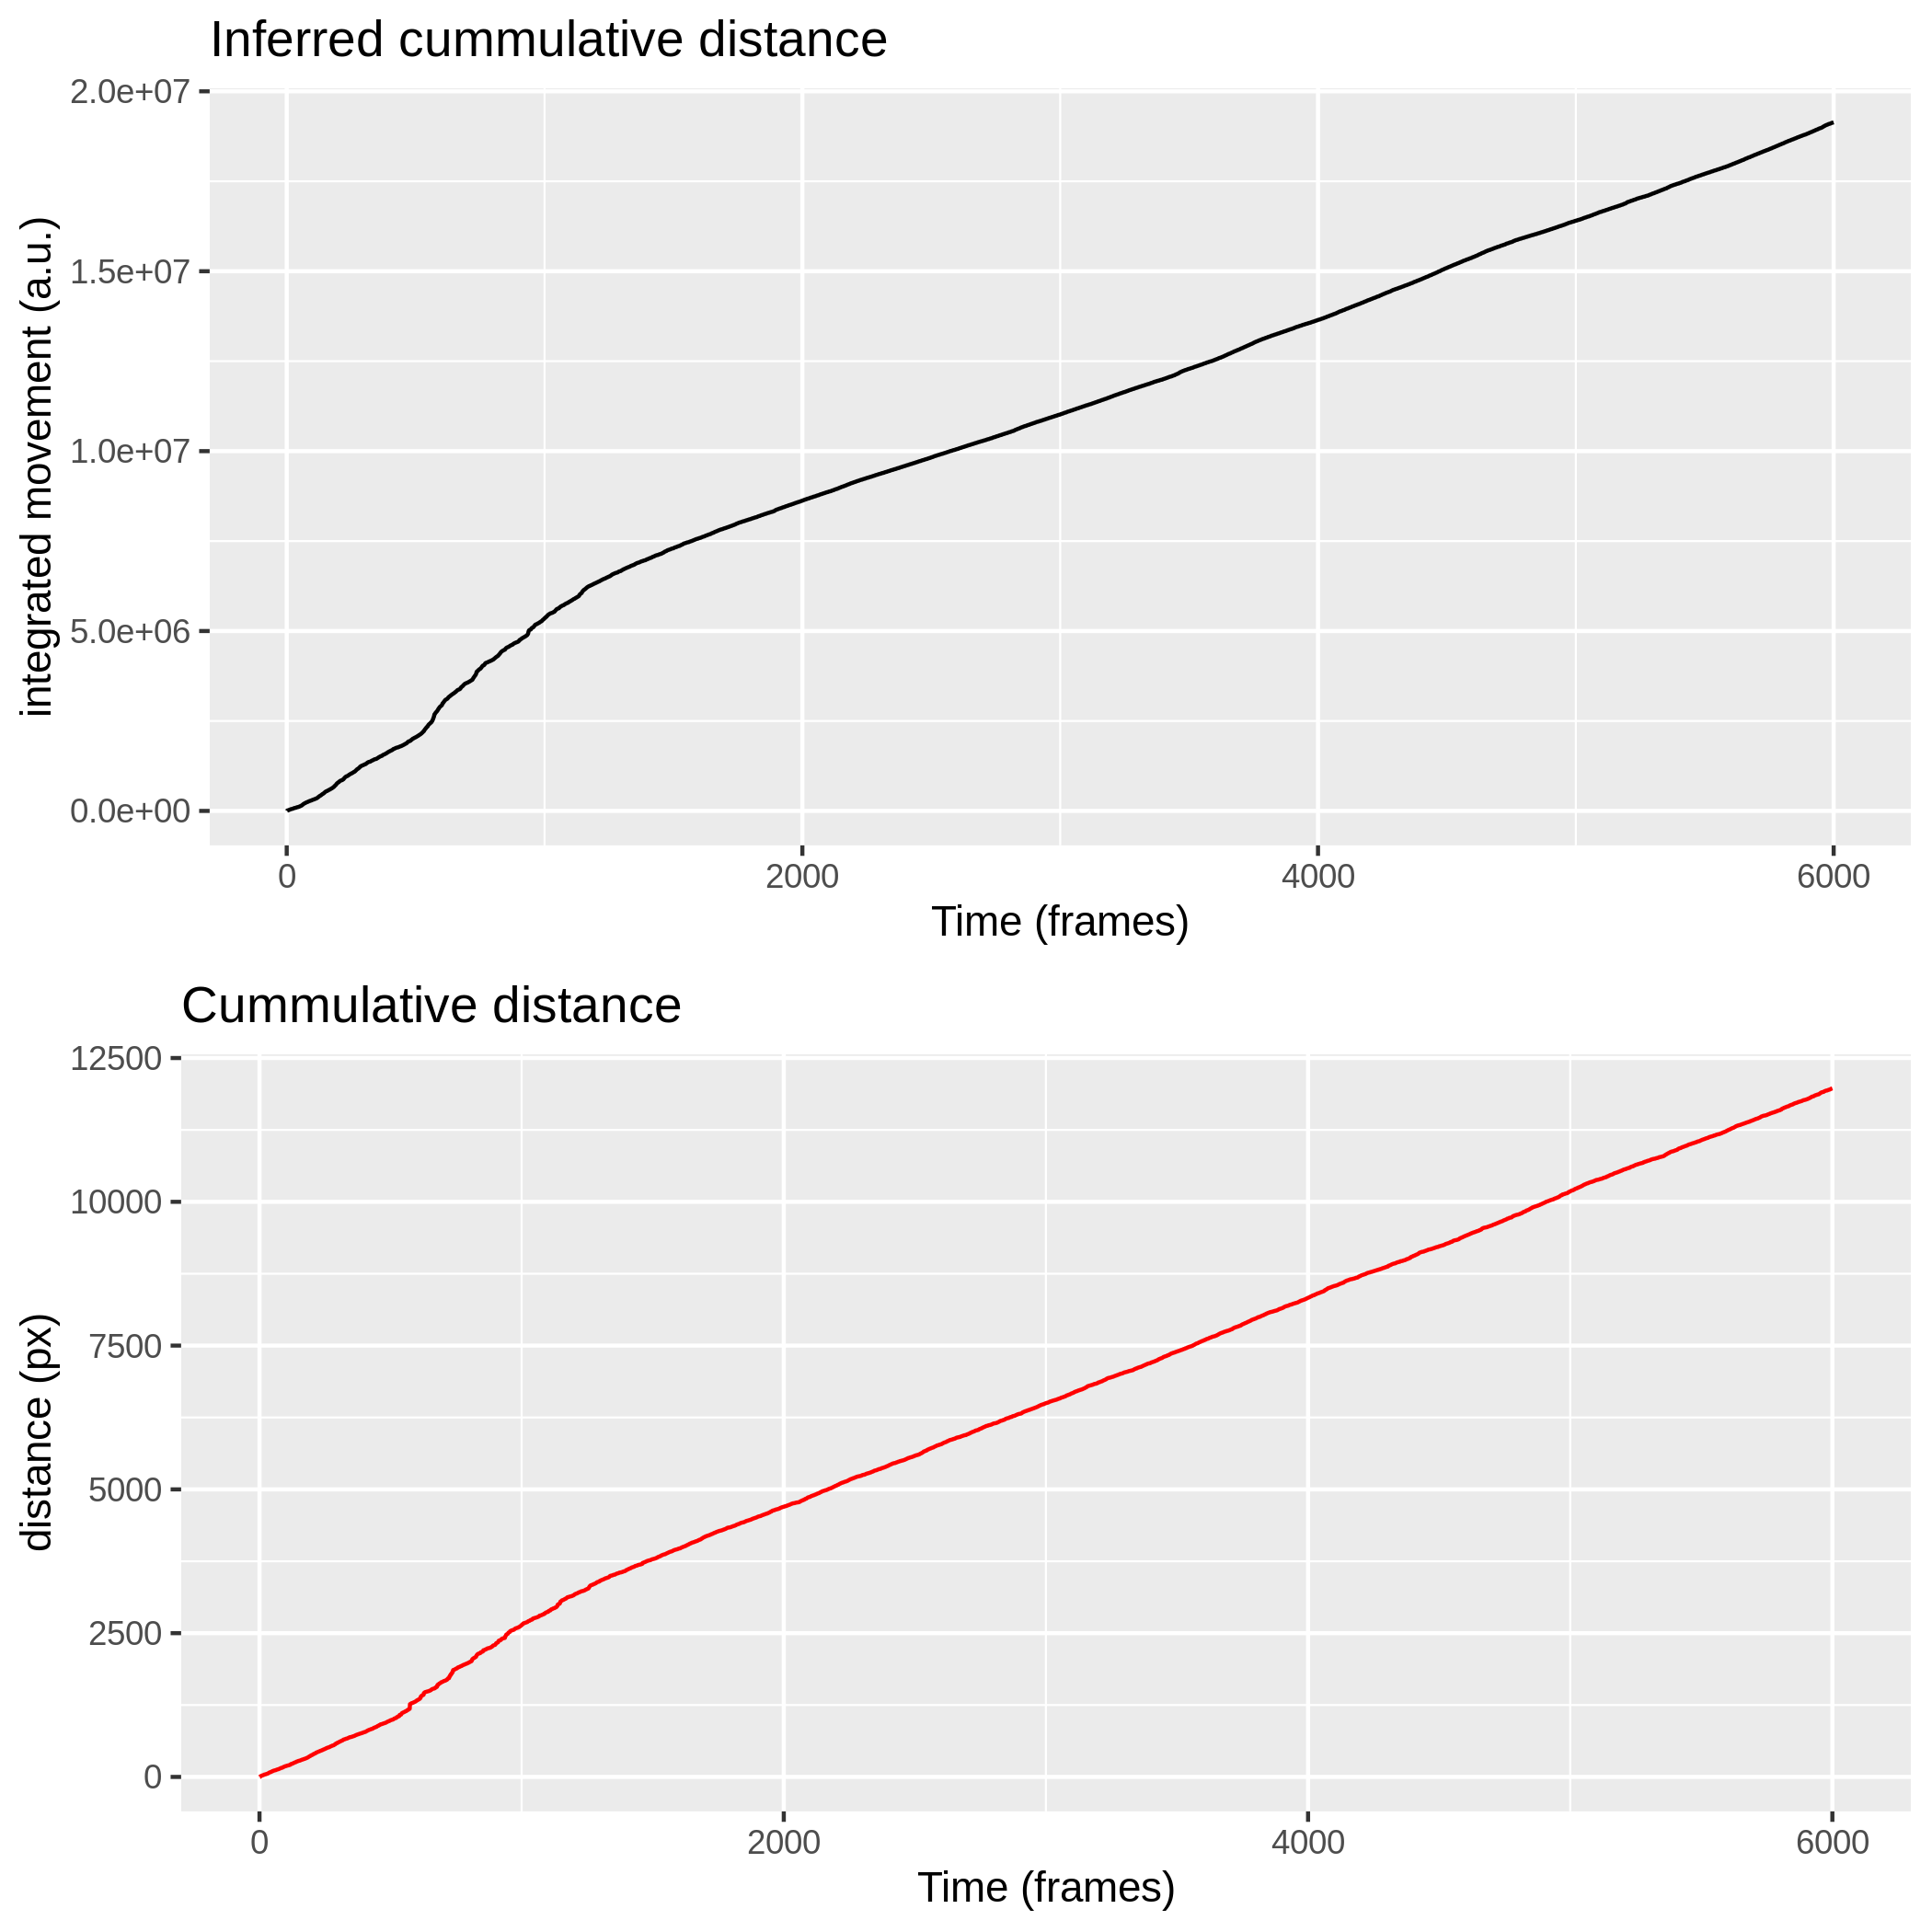 Inferred cummulative distance
2.0e+07
1.5e+07
1.0e+07
5.0e+06
0.0e+00
integrated movement (a.u.)
0 2000 4000 6000
Time (frames)
Cummulative distance
12500
10000
7500
5000
2500
0
distance (px)
0 2000 4000 6000
Time (frames)